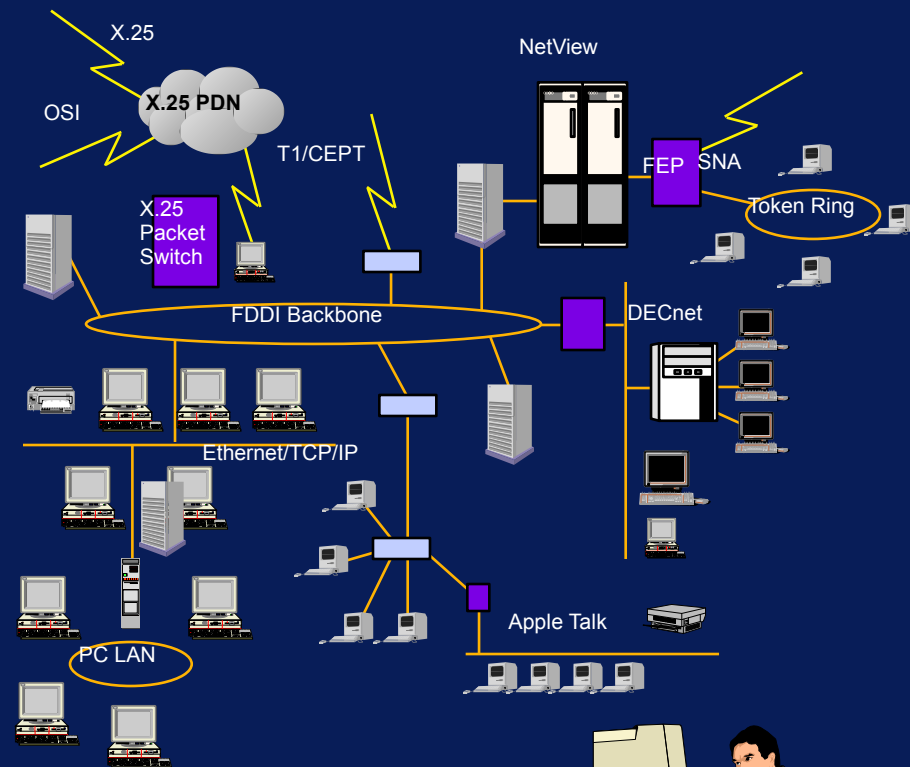 X.25
NetView
X.25 PDN
OSI
T1/CEPT
FEP
SNA
X.25
Packet
Switch
Token Ring
FDDI Backbone
DECnet
Ethernet/TCP/IP
Apple Talk
PC LAN